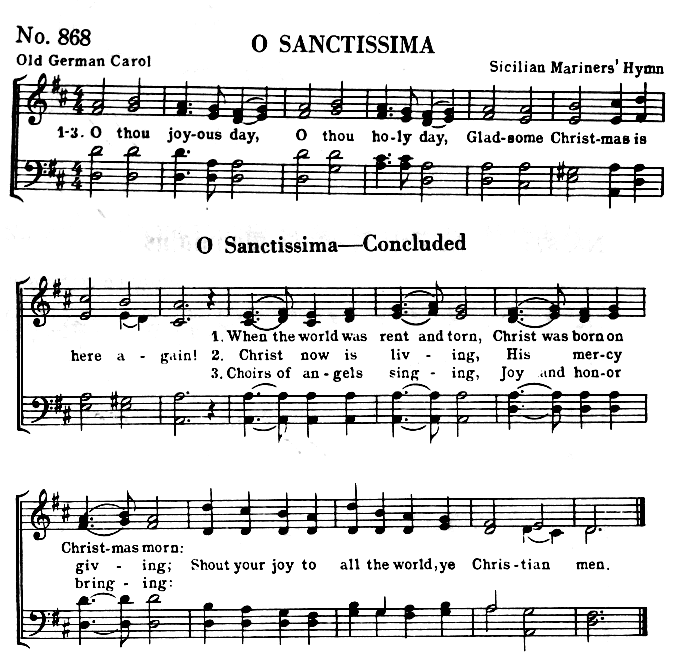 No. 868
O SANCTISSIMA
Old German Carol
Sicilian Mariners' Hymn
1-3. O thou joy-ous day, O thou ho-ly day, Glad-some Christ-mas is
O Sanctissima—Concluded
1. When the world was rent and torn, Christ was born on
here a - gain! 2. Christ now is liv - ing, His mer-cy
3. Choirs of an-gels sing - ing, Joy and hon-or
Christ-mas morn:
giv - ing; Shout your joy to all the world, ye Chris-tian men.
bring - ing: